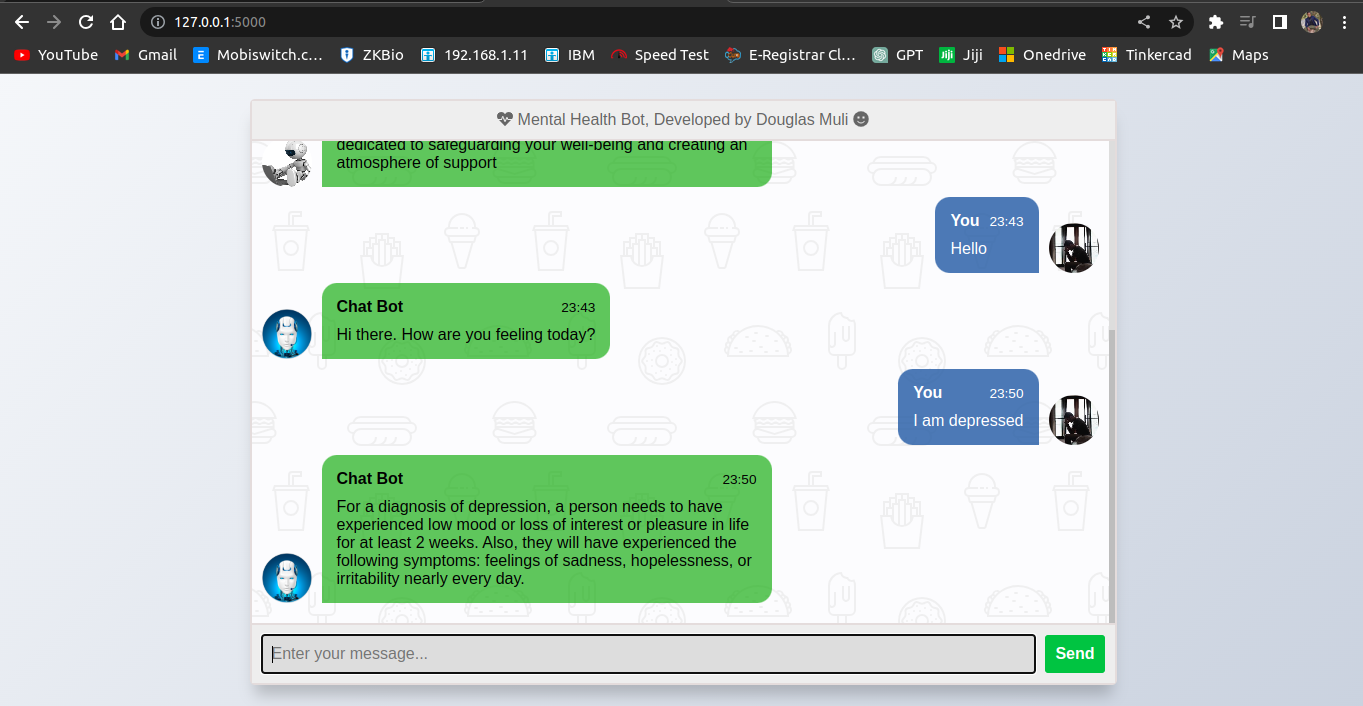 127.0.0.1:5000
YouTube Gmail Mobiswitch.c... ZKBio 192.168.1.11 IBM Speed Test E-Registrar Cl... GPT Jiji Onedrive Tinkercad Maps
Mental Health Bot, Developed by Douglas Muli
dedicated to safeguarding your well-being and creating an
atmosphere of support
You 23:43
Hello
Chat Bot 23:43
Hi there. How are you feeling today?
You 23:50
I am depressed
Chat Bot 23:50
For a diagnosis of depression, a person needs to have
experienced low mood or loss of interest or pleasure in life
for at least 2 weeks. Also, they will have experienced the
following symptoms: feelings of sadness, hopelessness, or
irritability nearly every day.
Enter your message... Send